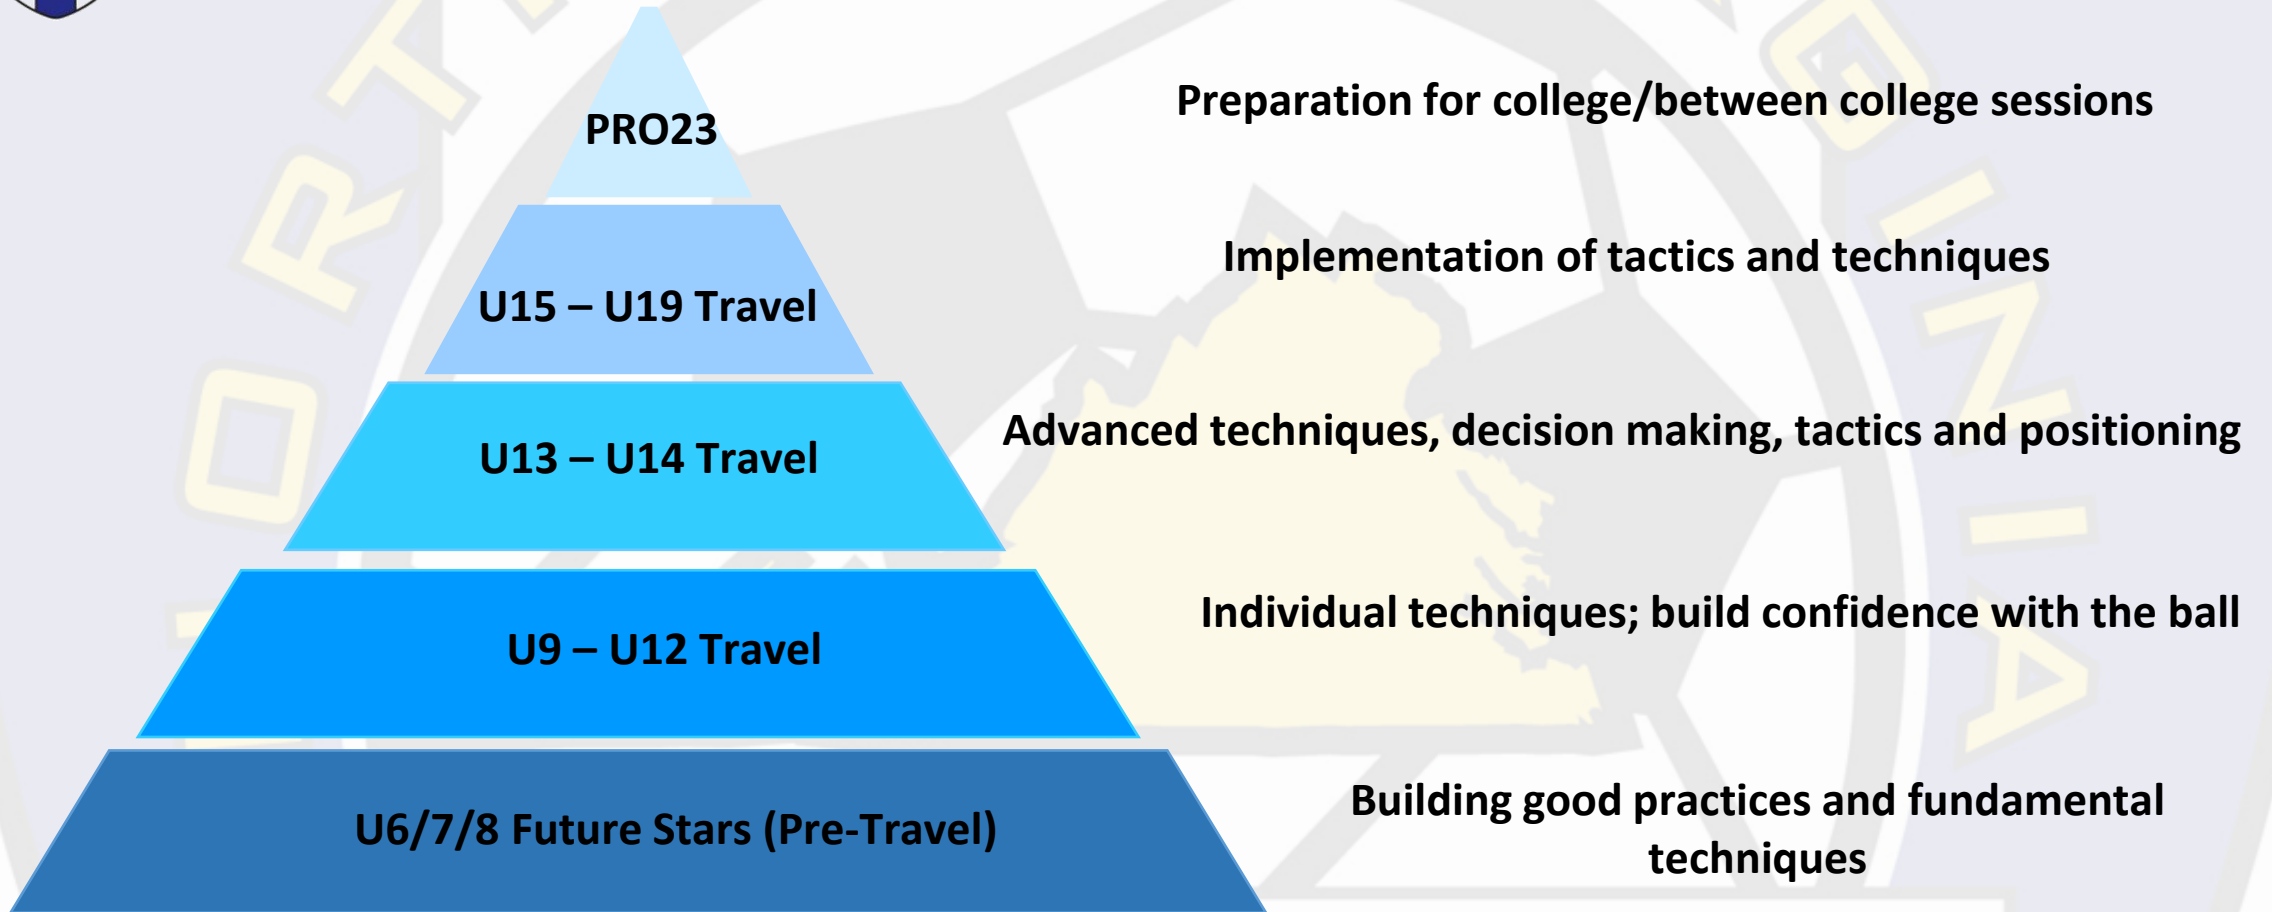 PRO23
Preparation for college/between college sessions
U15 – U19 Travel
Implementation of tactics and techniques
U13 – U14 Travel
Advanced techniques, decision making, tactics and positioning
U9 – U12 Travel
Individual techniques; build confidence with the ball
U6/7/8 Future Stars (Pre-Travel)
Building good practices and fundamental
techniques